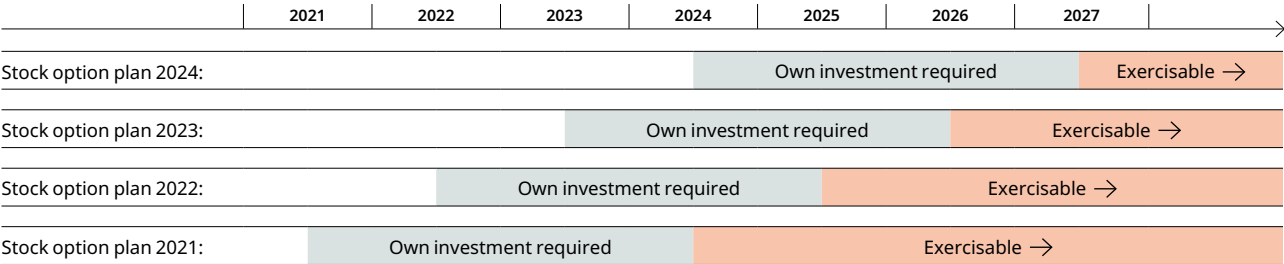 2021 2022 2023 2024 2025 2026 2027
Stock option plan 2024: Own investment required Exercisable →
Stock option plan 2023: Own investment required Exercisable →
Stock option plan 2022: Own investment required Exercisable →
Stock option plan 2021: Own investment required Exercisable →